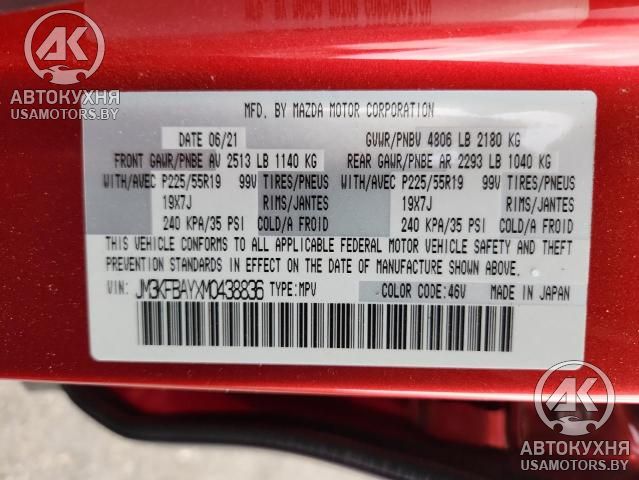 АК
АВТОКУХНЯ
USAMOTORS.BY
MFD. BY MAZDA MOTOR CORPORATION
DATE 06/21 GVWR/PNBV 4806 LB 2180 KG
FRONT GAWR/PNBE AV 2513 LB 1140 KG REAR GAWR/PNBE AR 2293 LB 1040 KG
WITH/AVEC P225/55R19 99V TIRES/PNEUS WITH/AVEC P225/55R19 99V TIRES/PNEUS
19X7J RIMS/JANTES 19X7J RIMS/JANTES
240 KPA/35 PSI COLD/A FROID 240 KPA/35 PSI COLD/A FROID
THIS VEHICLE CONFORMS TO ALL APPLICABLE FEDERAL MOTOR VEHICLE SAFETY AND THEFT
PREVENTION STANDARDS IN EFFECT ON THE DATE OF MANUFACTURE SHOWN ABOVE.
VIN: JM3KFBAYXM0438836 TYPE:MPV COLOR CODE:46V MADE IN JAPAN
АК
АВТОКУХНЯ
USAMOTORS.BY